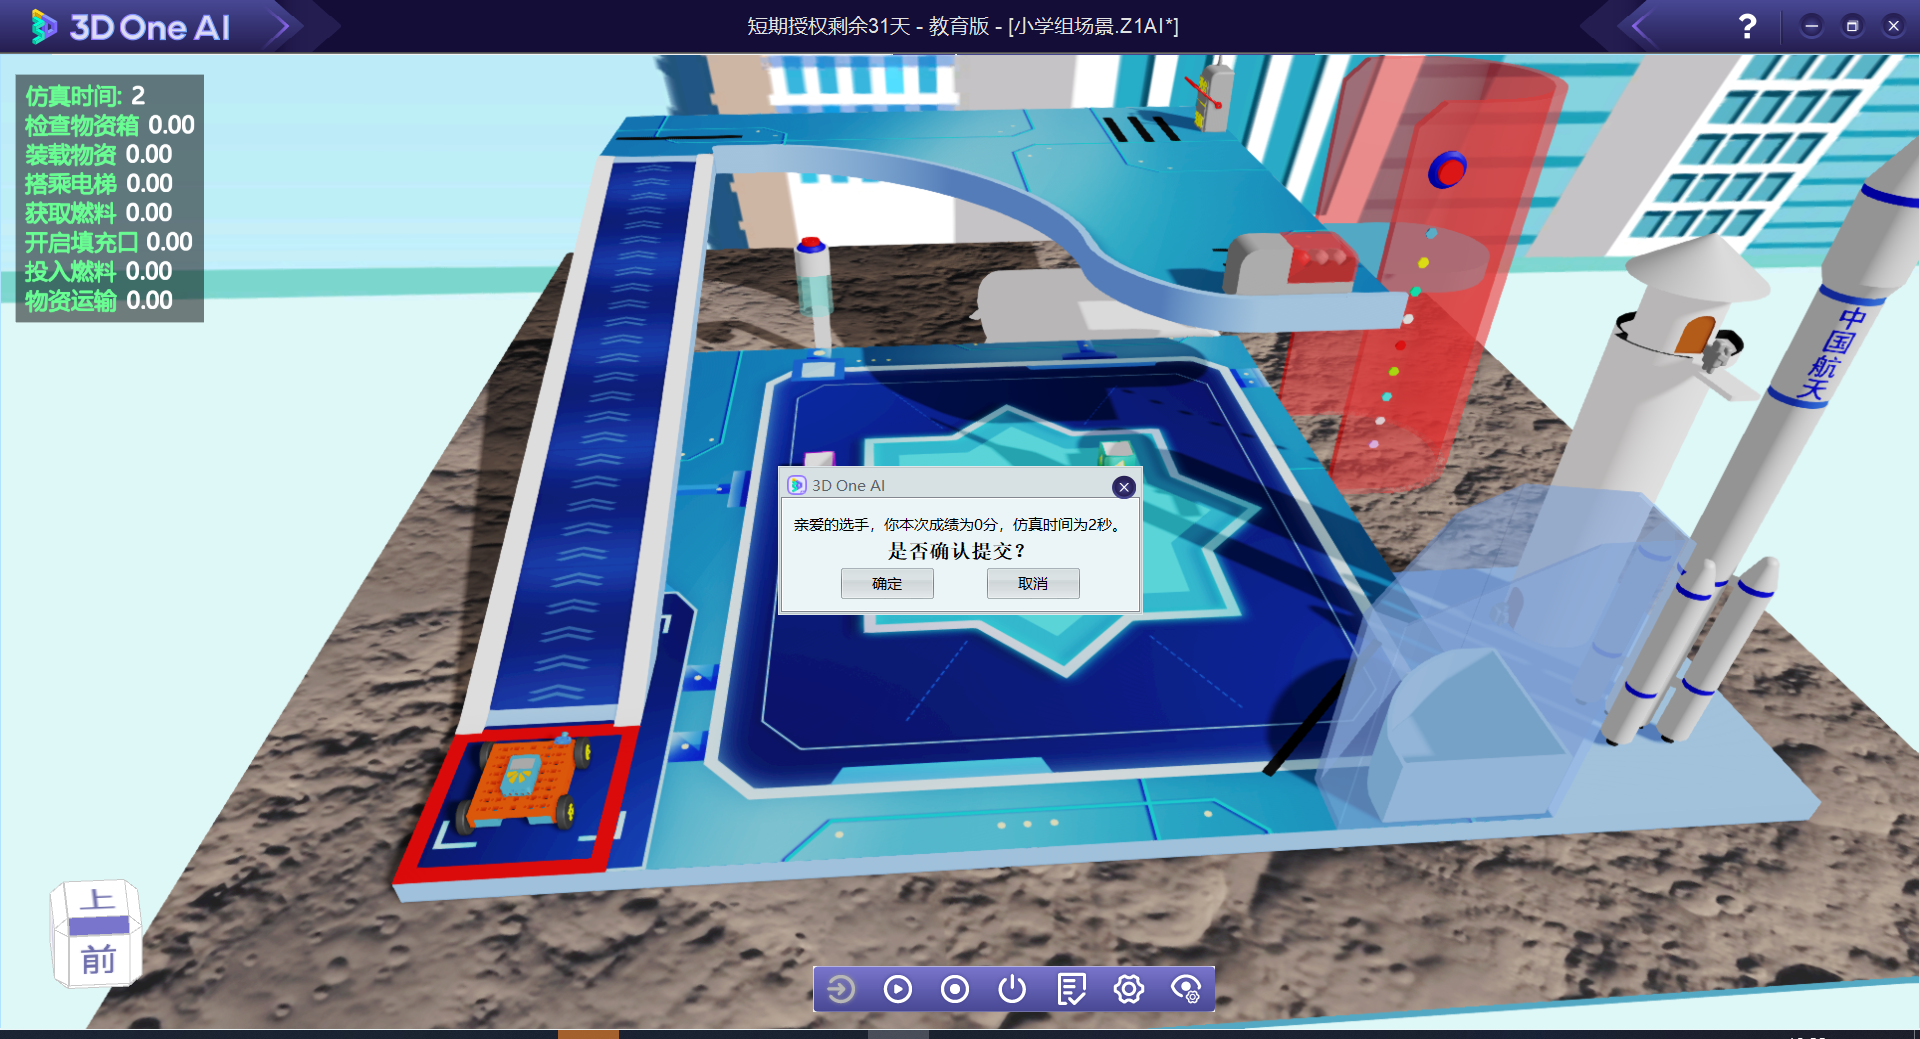 3D One AI
短期授权剩余31天 - 教育版 - [小学组场景.Z1AI*]
仿真时间: 2
检查物资箱 0.00
装载物资 0.00
搭乘电梯 0.00
获取燃料 0.00
开启填充口 0.00
投入燃料 0.00
物资运输 0.00
中国航天
3D One AI
亲爱的选手，你本次成绩为0分，仿真时间为2秒。
是否确认提交？
确定 取消
上
前